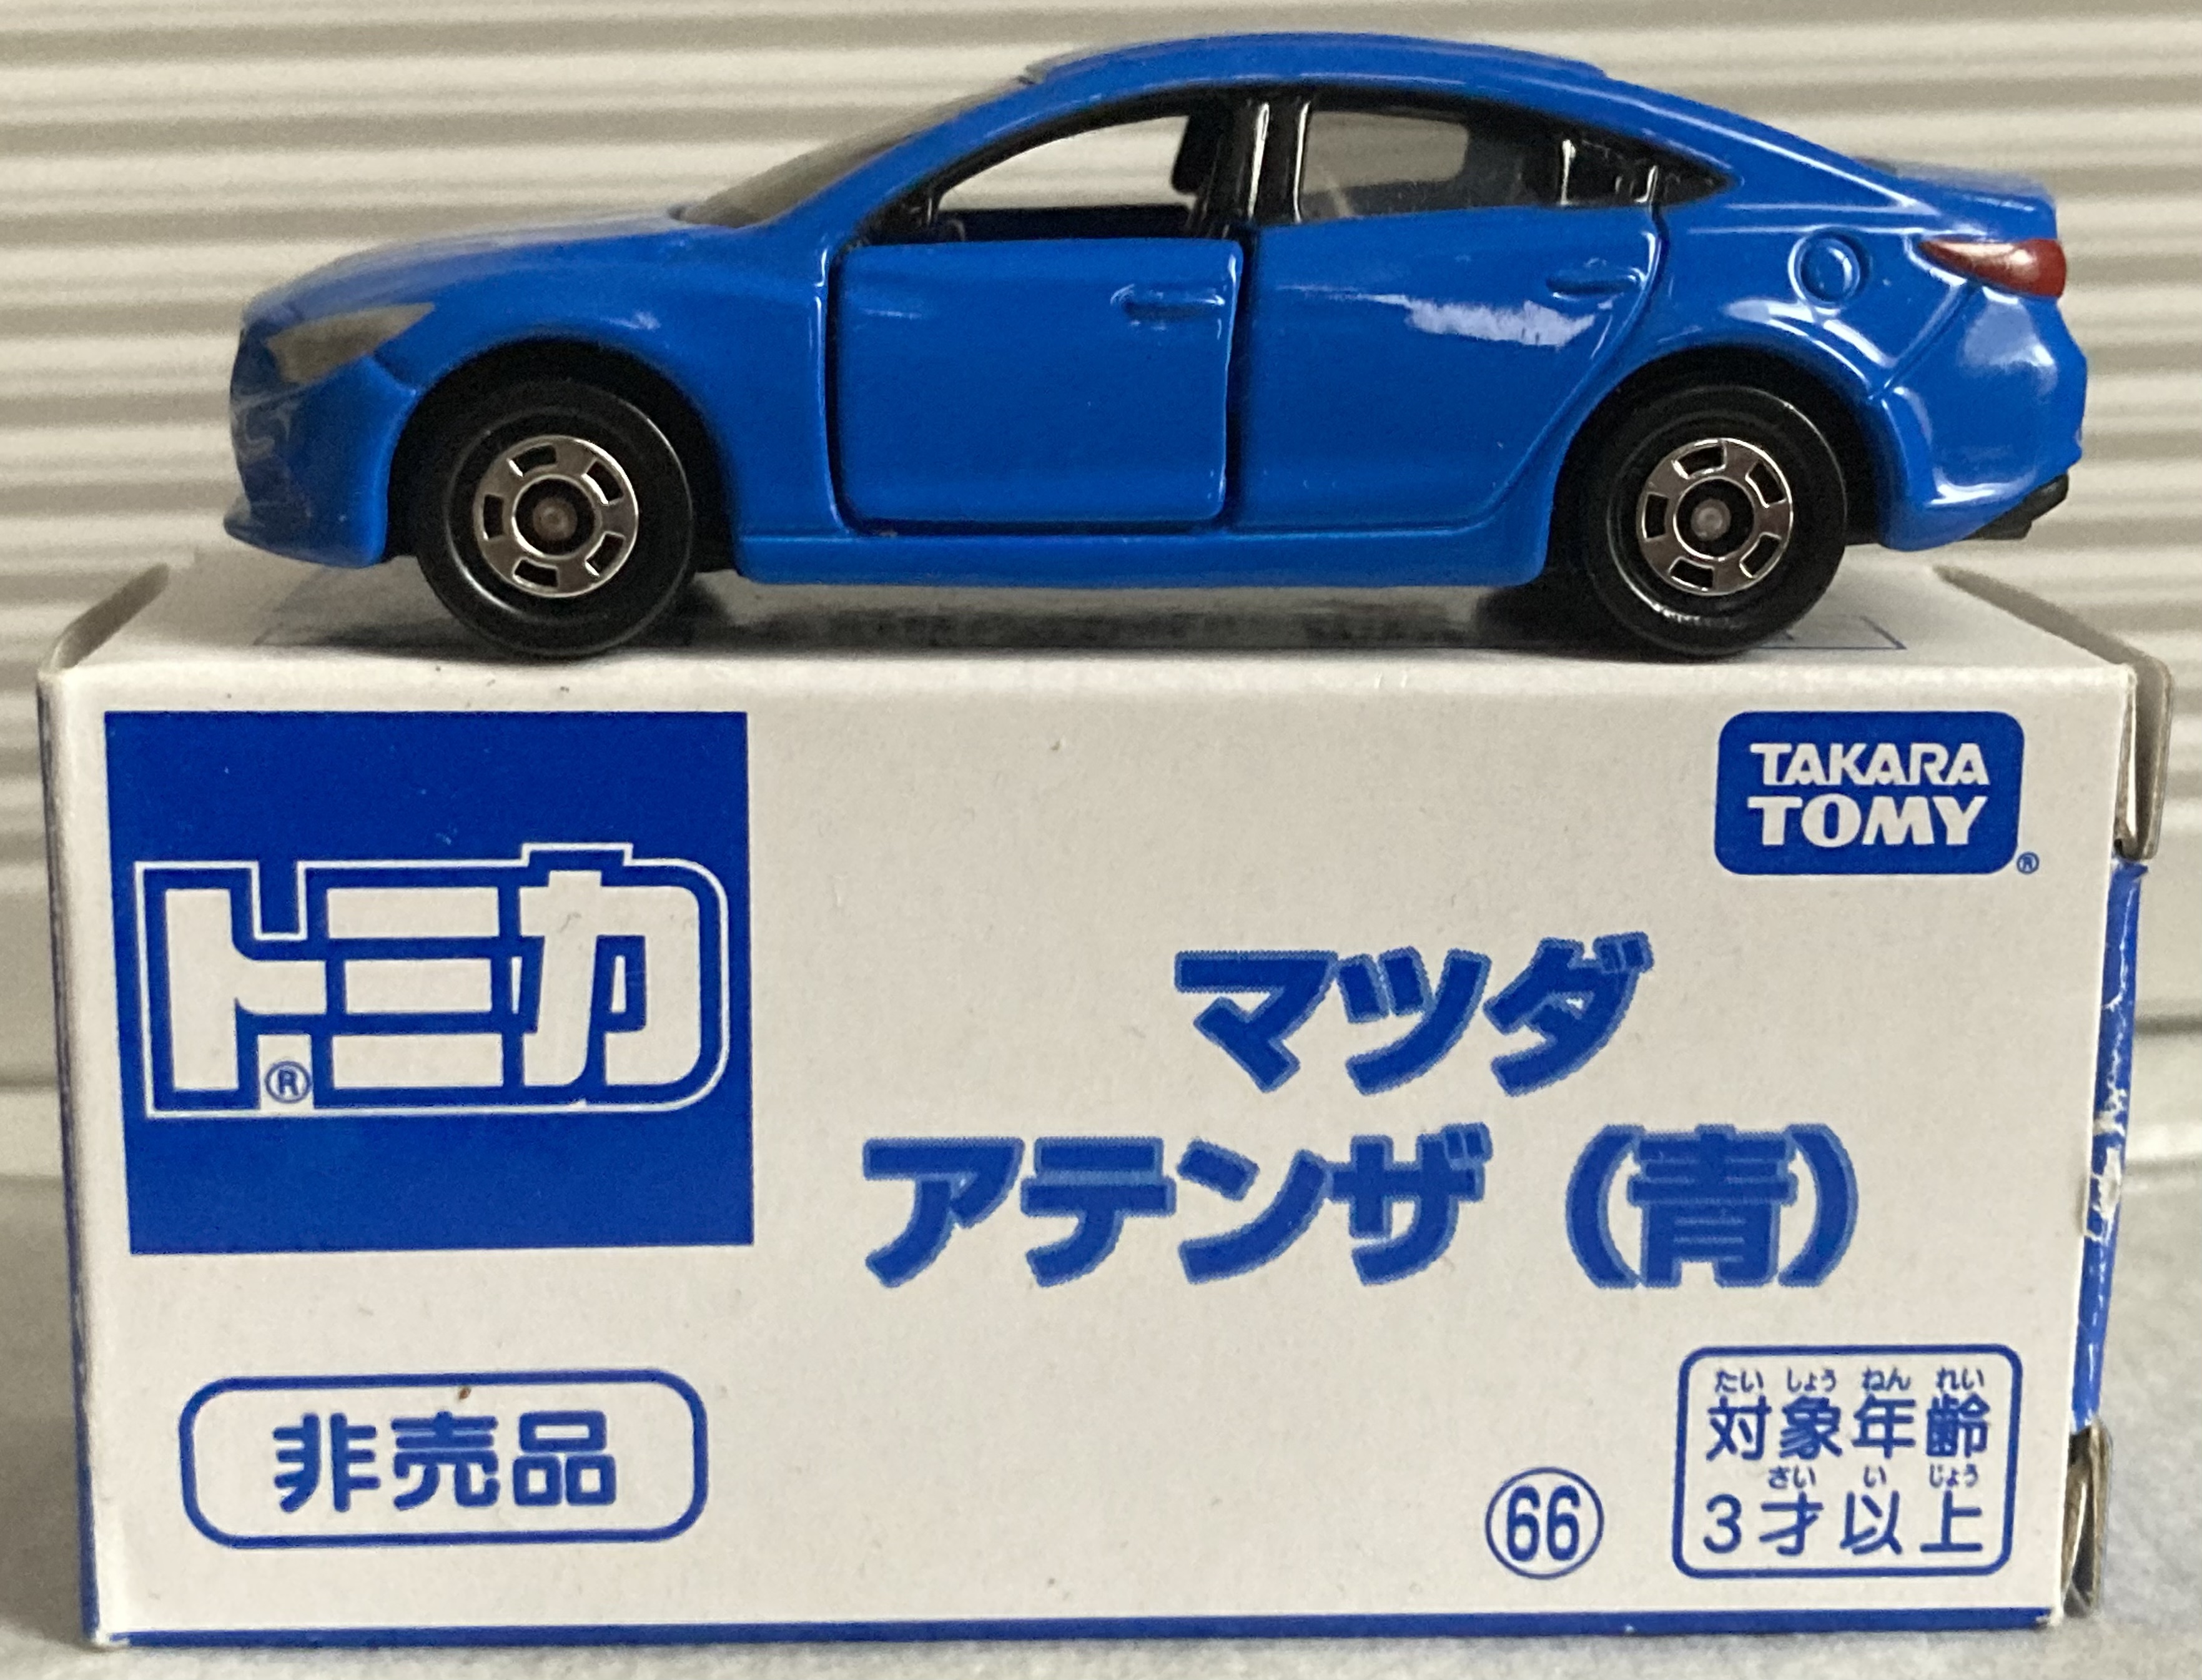 TAKARA
TOMY
®
トミカ
®
マツダ
アテンザ（青）
非売品
66
たいしょうねんれい
対象年齢
さいいじょう
3才以上